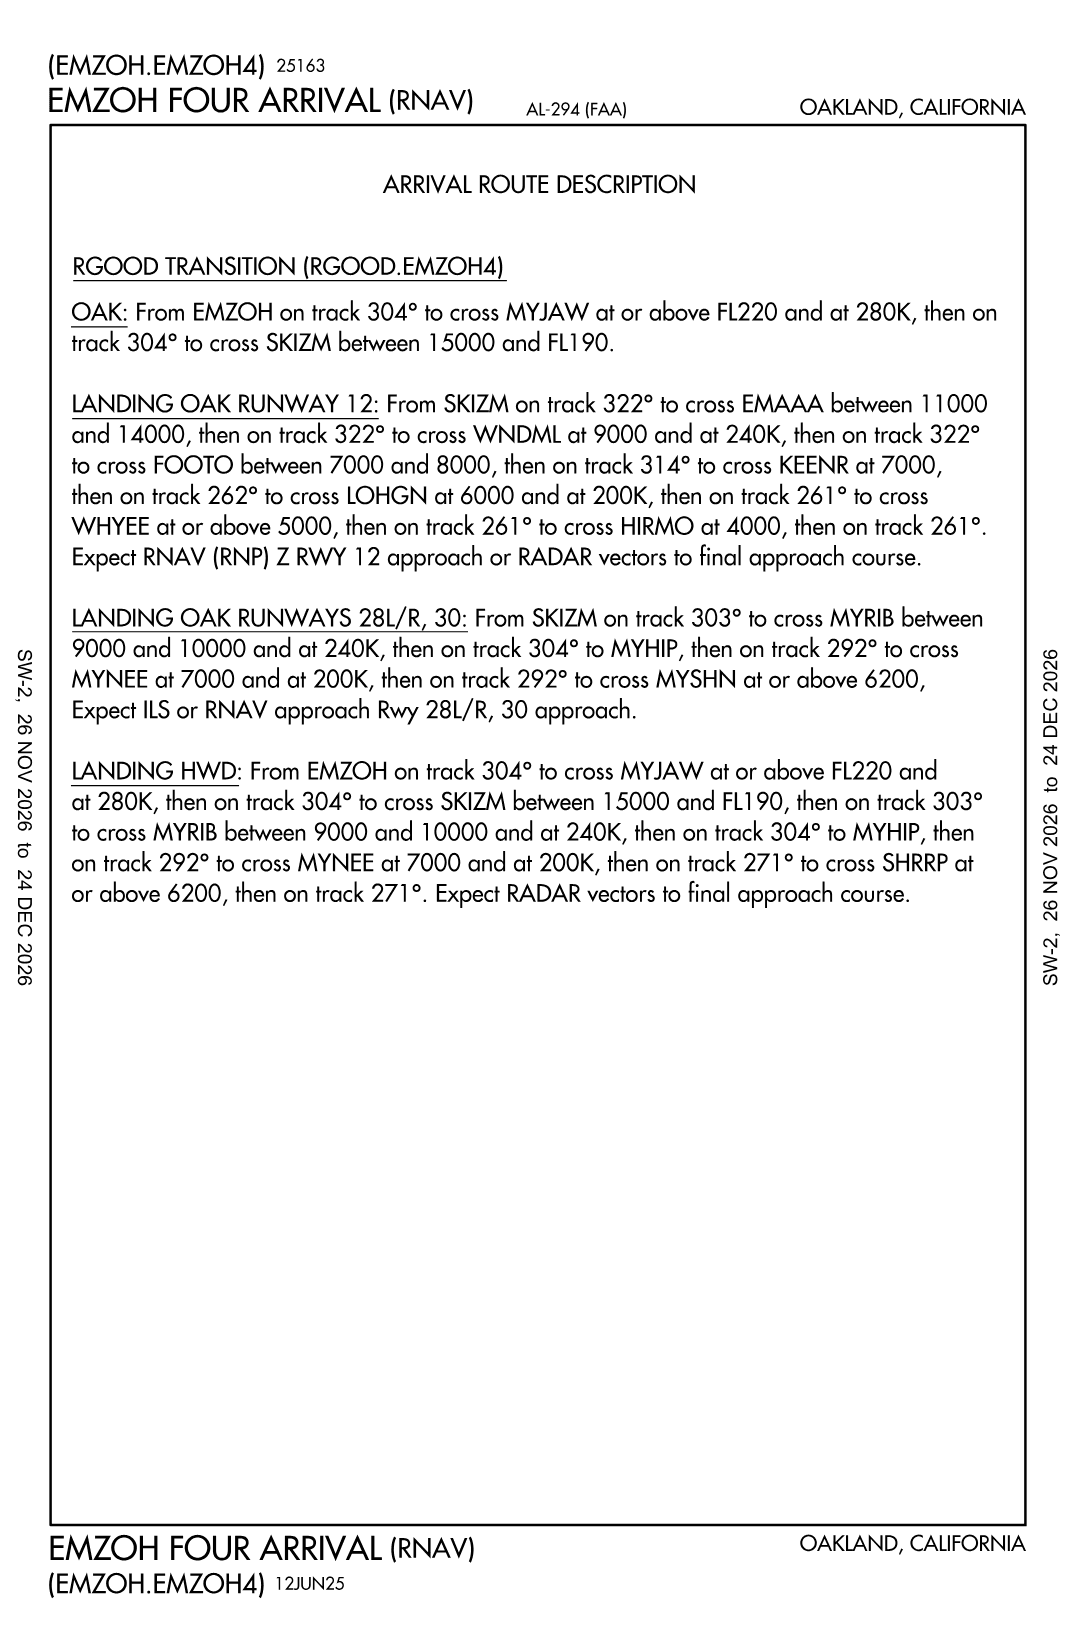 (EMZOH.EMZOH4) 25163
EMZOH FOUR ARRIVAL (RNAV) AL-294 (FAA) OAKLAND, CALIFORNIA
ARRIVAL ROUTE DESCRIPTION
RGOOD TRANSITION (RGOOD.EMZOH4)
OAK: From EMZOH on track 304° to cross MYJAW at or above FL220 and at 280K, then on
track 304° to cross SKIZM between 15000 and FL190.
LANDING OAK RUNWAY 12: From SKIZM on track 322° to cross EMAAA between 11000
and 14000, then on track 322° to cross WNDML at 9000 and at 240K, then on track 322°
to cross FOOTO between 7000 and 8000, then on track 314° to cross KEENR at 7000,
then on track 262° to cross LOHGN at 6000 and at 200K, then on track 261° to cross
WHYEE at or above 5000, then on track 261° to cross HIRMO at 4000, then on track 261°.
Expect RNAV (RNP) Z RWY 12 approach or RADAR vectors to final approach course.
LANDING OAK RUNWAYS 28L/R, 30: From SKIZM on track 303° to cross MYRIB between
9000 and 10000 and at 240K, then on track 304° to MYHIP, then on track 292° to cross
MYNEE at 7000 and at 200K, then on track 292° to cross MYSHN at or above 6200,
Expect ILS or RNAV approach Rwy 28L/R, 30 approach.
LANDING HWD: From EMZOH on track 304° to cross MYJAW at or above FL220 and
at 280K, then on track 304° to cross SKIZM between 15000 and FL190, then on track 303°
to cross MYRIB between 9000 and 10000 and at 240K, then on track 304° to MYHIP, then
on track 292° to cross MYNEE at 7000 and at 200K, then on track 271° to cross SHRRP at
or above 6200, then on track 271°. Expect RADAR vectors to final approach course.
SW-2, 26 NOV 2026 to 24 DEC 2026
SW-2, 26 NOV 2026 to 24 DEC 2026
EMZOH FOUR ARRIVAL (RNAV) OAKLAND, CALIFORNIA
(EMZOH.EMZOH4) 12JUN25